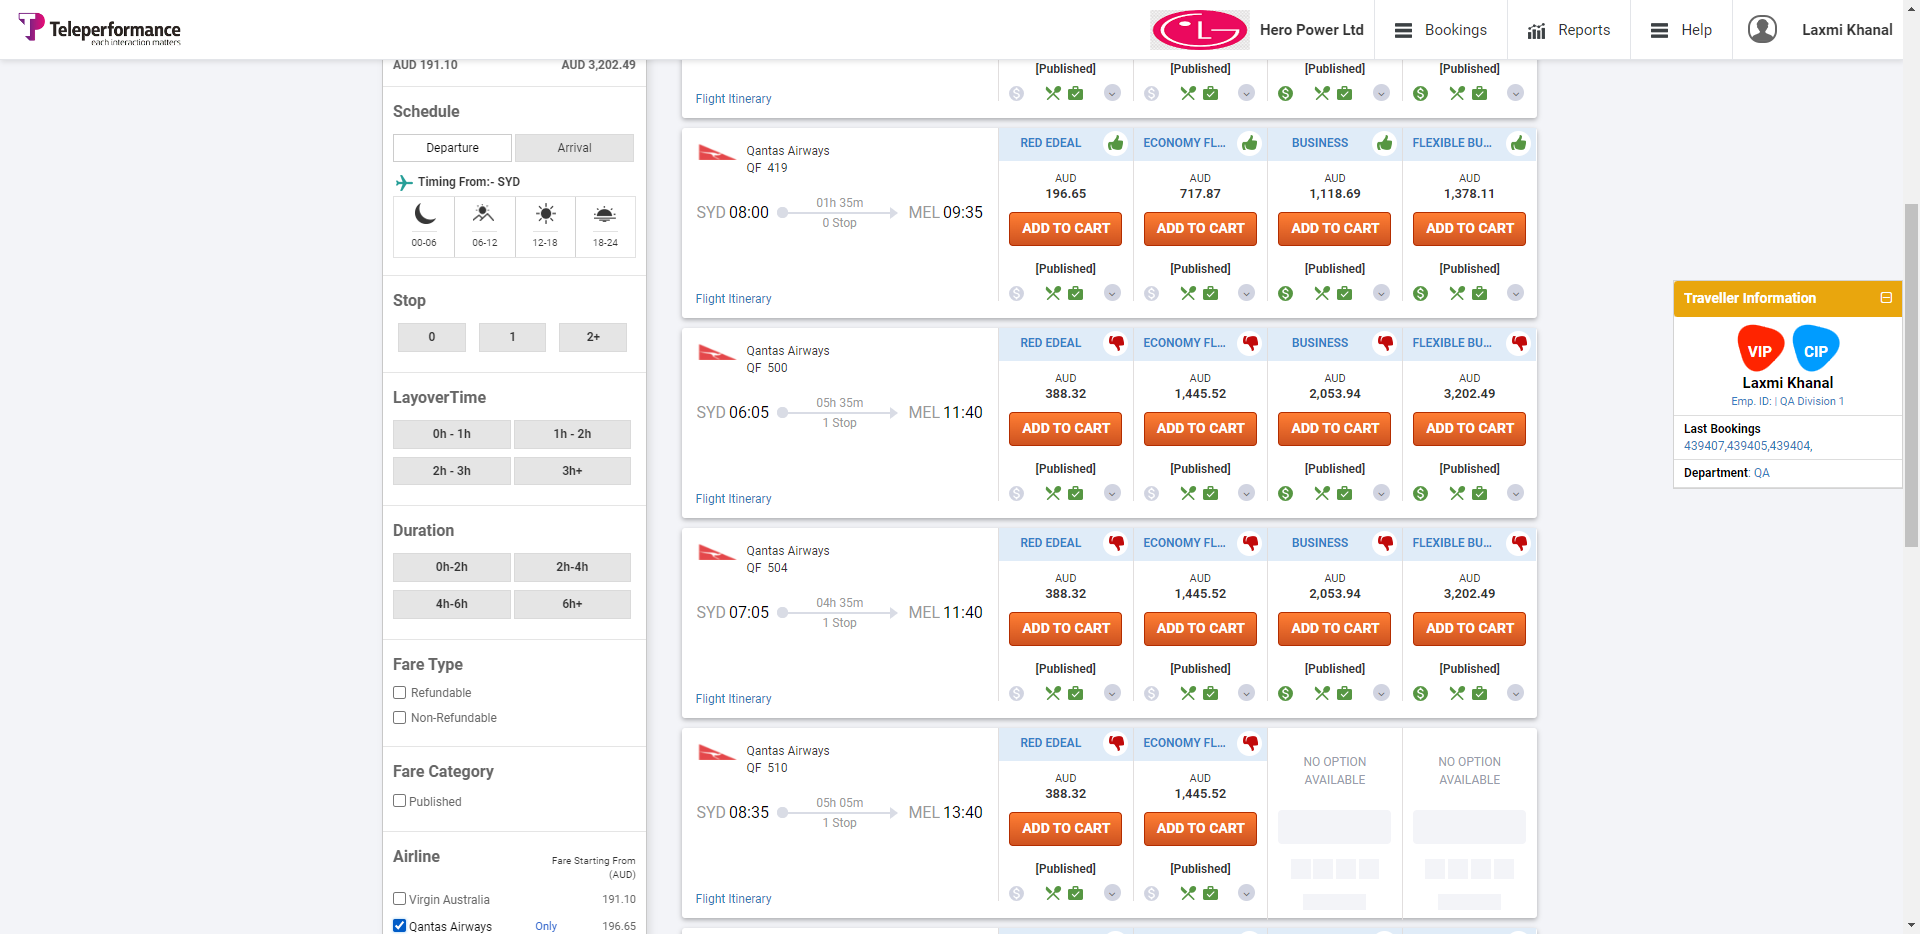 Teleperformance
each interaction matters
Hero Power Ltd
Bookings
Reports
Help
Laxmi Khanal
AUD 191.10 AUD 3,202.49
Schedule
Departure Arrival
Timing From:- SYD
00-06 06-12 12-18 18-24
Stop
0 1 2+
LayoverTime
0h - 1h 1h - 2h
2h - 3h 3h+
Duration
0h-2h 2h-4h
4h-6h 6h+
Fare Type
Refundable
Non-Refundable
Fare Category
Published
Airline Fare Starting From
(AUD)
Virgin Australia 191.10
Qantas Airways Only 196.65
[Published] [Published] [Published] [Published]
Flight Itinerary
Qantas Airways
QF 419
SYD 08:00 01h 35m MEL 09:35
0 Stop
Flight Itinerary
RED EDEAL ECONOMY FL... BUSINESS FLEXIBLE BU...
AUD AUD AUD AUD
196.65 717.87 1,118.69 1,378.11
ADD TO CART ADD TO CART ADD TO CART ADD TO CART
[Published] [Published] [Published] [Published]
Qantas Airways
QF 500
SYD 06:05 05h 35m MEL 11:40
1 Stop
Flight Itinerary
RED EDEAL ECONOMY FL... BUSINESS FLEXIBLE BU...
AUD AUD AUD AUD
388.32 1,445.52 2,053.94 3,202.49
ADD TO CART ADD TO CART ADD TO CART ADD TO CART
[Published] [Published] [Published] [Published]
Qantas Airways
QF 504
SYD 07:05 04h 35m MEL 11:40
1 Stop
Flight Itinerary
RED EDEAL ECONOMY FL... BUSINESS FLEXIBLE BU...
AUD AUD AUD AUD
388.32 1,445.52 2,053.94 3,202.49
ADD TO CART ADD TO CART ADD TO CART ADD TO CART
[Published] [Published] [Published] [Published]
Qantas Airways
QF 510
SYD 08:35 05h 05m MEL 13:40
1 Stop
Flight Itinerary
RED EDEAL ECONOMY FL...
AUD AUD
388.32 1,445.52
ADD TO CART ADD TO CART
[Published] [Published]
NO OPTION NO OPTION
AVAILABLE AVAILABLE
Traveller Information
VIP CIP
Laxmi Khanal
Emp. ID: | QA Division 1
Last Bookings
439407,439405,439404,
Department: QA